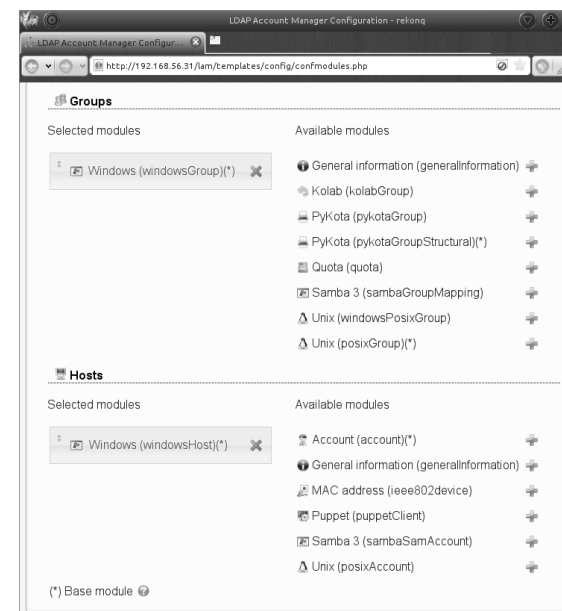 LDAP Account Manager Configuration - rekonq
LDAP Account Manager Configur...
http://192.168.56.31/lam/templates/config/confmodules.php
Groups
Selected modules
Available modules
Windows (windowsGroup)(*)
General information (generalInformation)
Kolab (kolabGroup)
PyKota (pykotaGroup)
PyKota (pykotaGroupStructural)(*)
Quota (quota)
Samba 3 (sambaGroupMapping)
Unix (windowsPosixGroup)
Unix (posixGroup)(*)
Hosts
Selected modules
Available modules
Windows (windowsHost)(*)
Account (account)(*)
General information (generalInformation)
MAC address (ieee802device)
Puppet (puppetClient)
Samba 3 (sambaSamAccount)
Unix (posixAccount)
(*) Base module